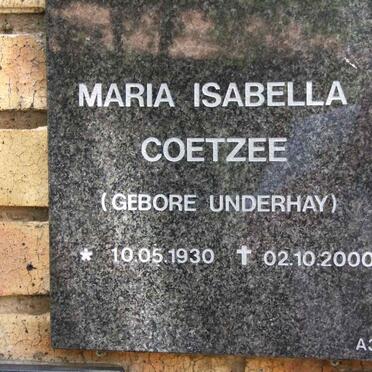 MARIA ISABELLA
COETZEE
(GEBORE UNDERHAY)
* 10.05.1930 ✝ 02.10.2000